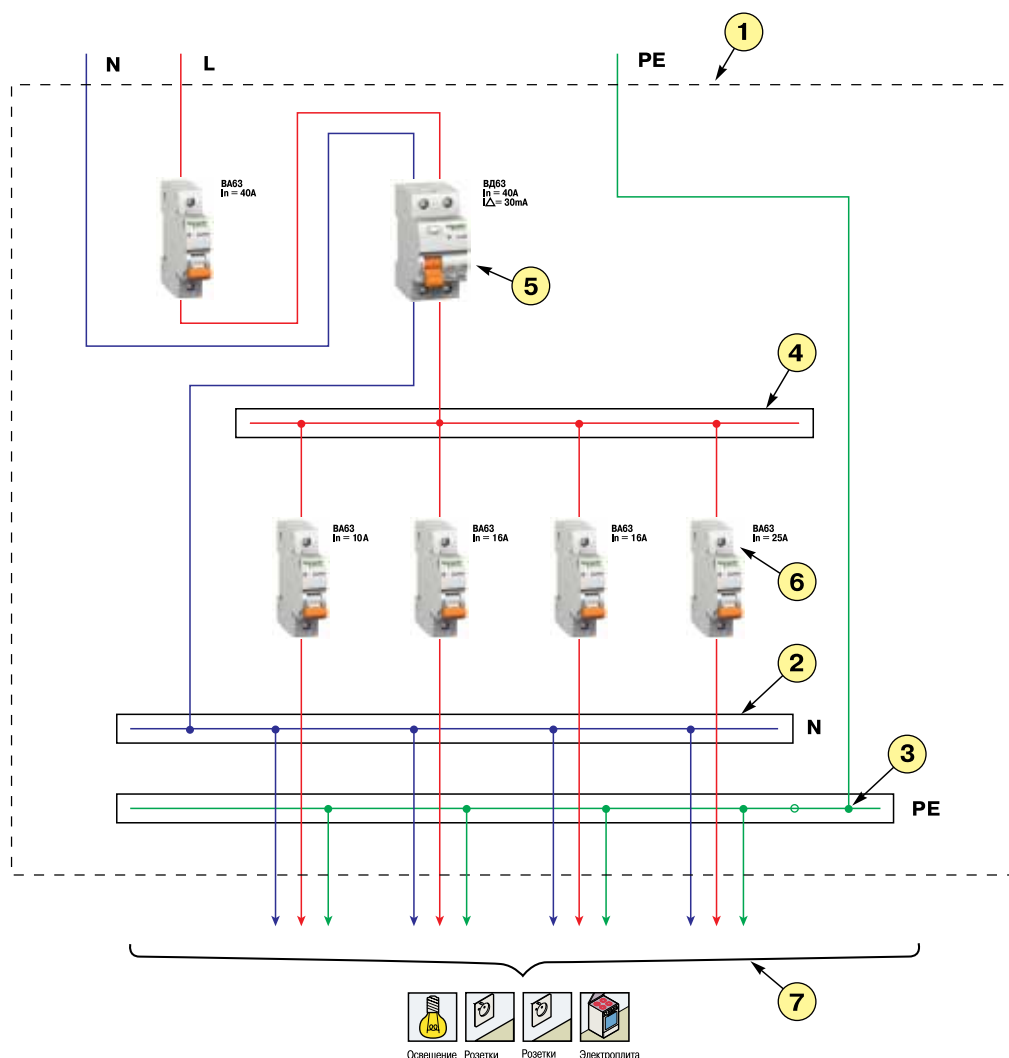 1
N
L
PE
ВА63
In = 40A
ВД63
In = 40A
I△= 30mA
5
4
ВА63
In = 10A
ВА63
In = 16A
ВА63
In = 16A
ВА63
In = 25A
6
2
N
3
PE
7
Освещение
Розетки
Розетки
Электроплита